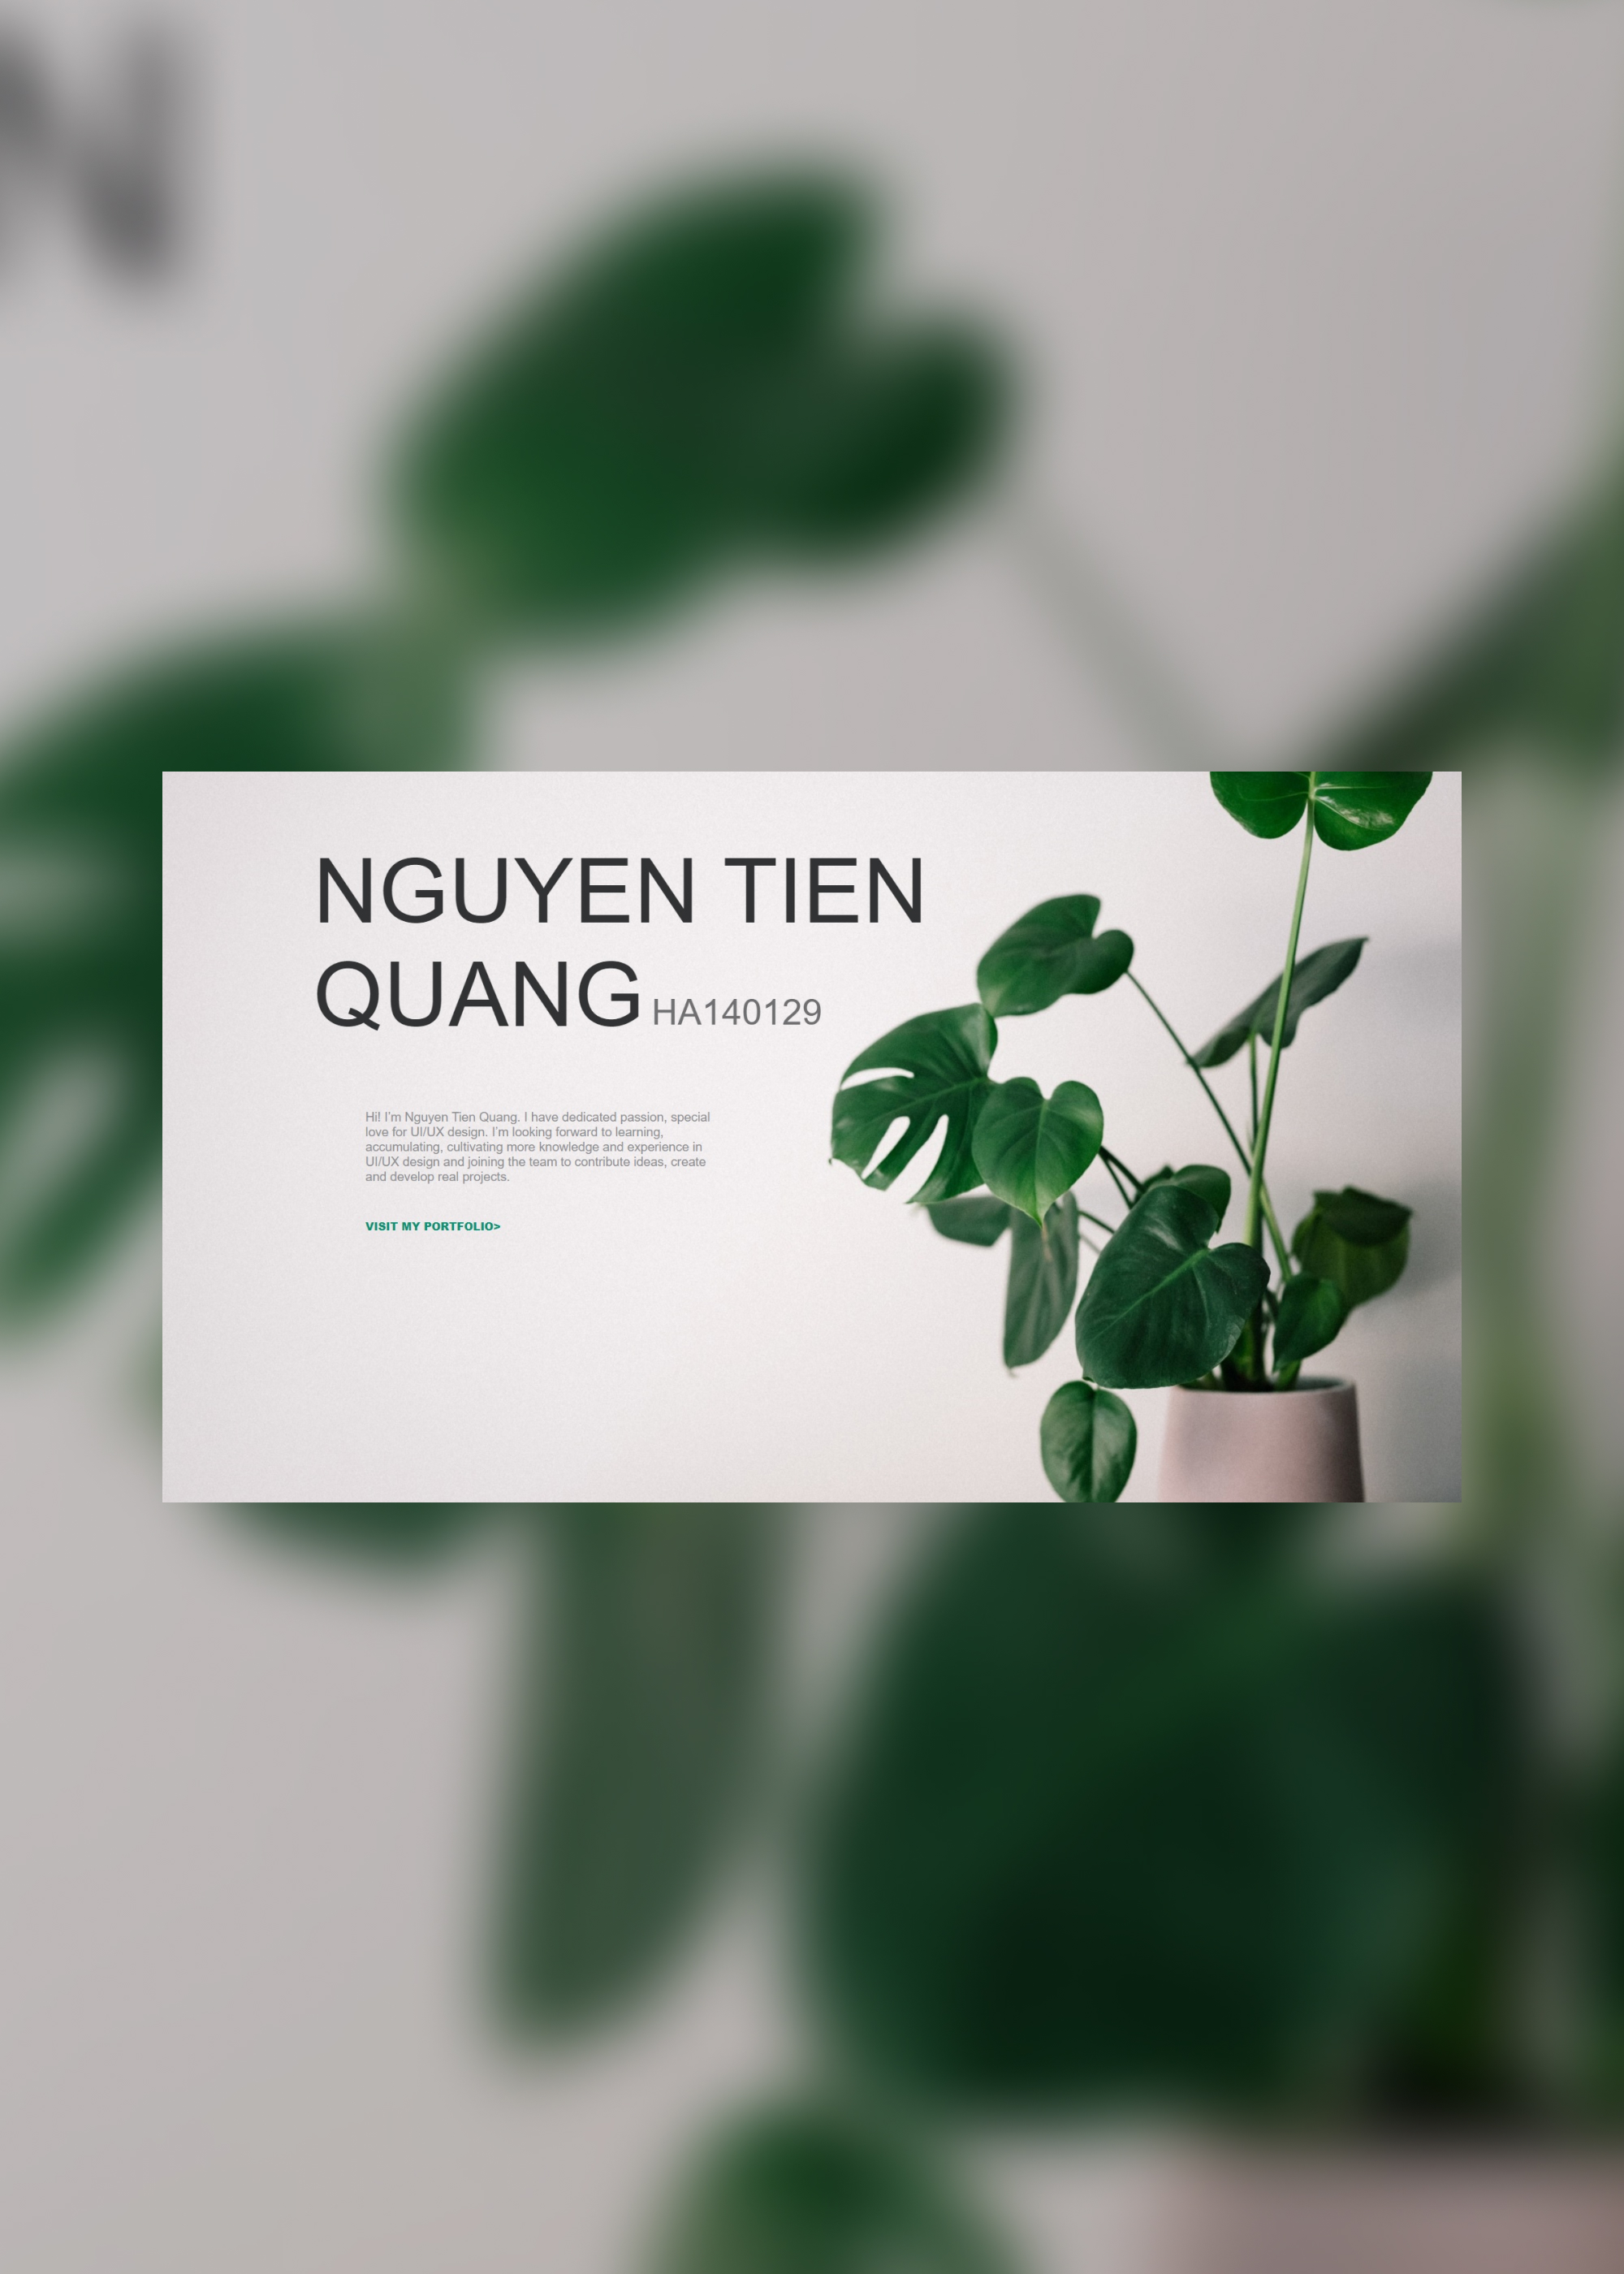 NGUYEN TIEN
QUANG HA140129
Hi! I'm Nguyen Tien Quang. I have dedicated passion, special
love for UI/UX design. I'm looking forward to learning,
accumulating, cultivating more knowledge and experience in
UI/UX design and joining the team to contribute ideas, create
and develop real projects.
VISIT MY PORTFOLIO>